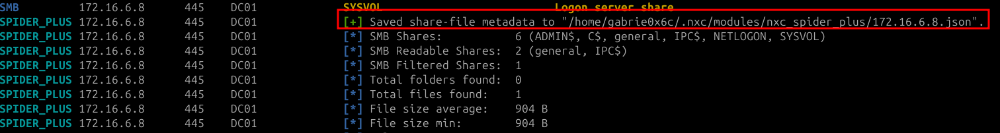 SMB 172.16.6.8 445 DC01 SYSVOL Logon server share
SPIDER_PLUS 172.16.6.8 445 DC01 [+] Saved share-file metadata to "/home/gabrie0x6c/.nxc/modules/nxc_spider_plus/172.16.6.8.json".
SPIDER_PLUS 172.16.6.8 445 DC01 [*] SMB Shares: 6 (ADMIN$, C$, general, IPC$, NETLOGON, SYSVOL)
SPIDER_PLUS 172.16.6.8 445 DC01 [*] SMB Readable Shares: 2 (general, IPC$)
SPIDER_PLUS 172.16.6.8 445 DC01 [*] SMB Filtered Shares: 1
SPIDER_PLUS 172.16.6.8 445 DC01 [*] Total folders found: 0
SPIDER_PLUS 172.16.6.8 445 DC01 [*] Total files found: 1
SPIDER_PLUS 172.16.6.8 445 DC01 [*] File size average: 904 B
SPIDER_PLUS 172.16.6.8 445 DC01 [*] File size min: 904 B